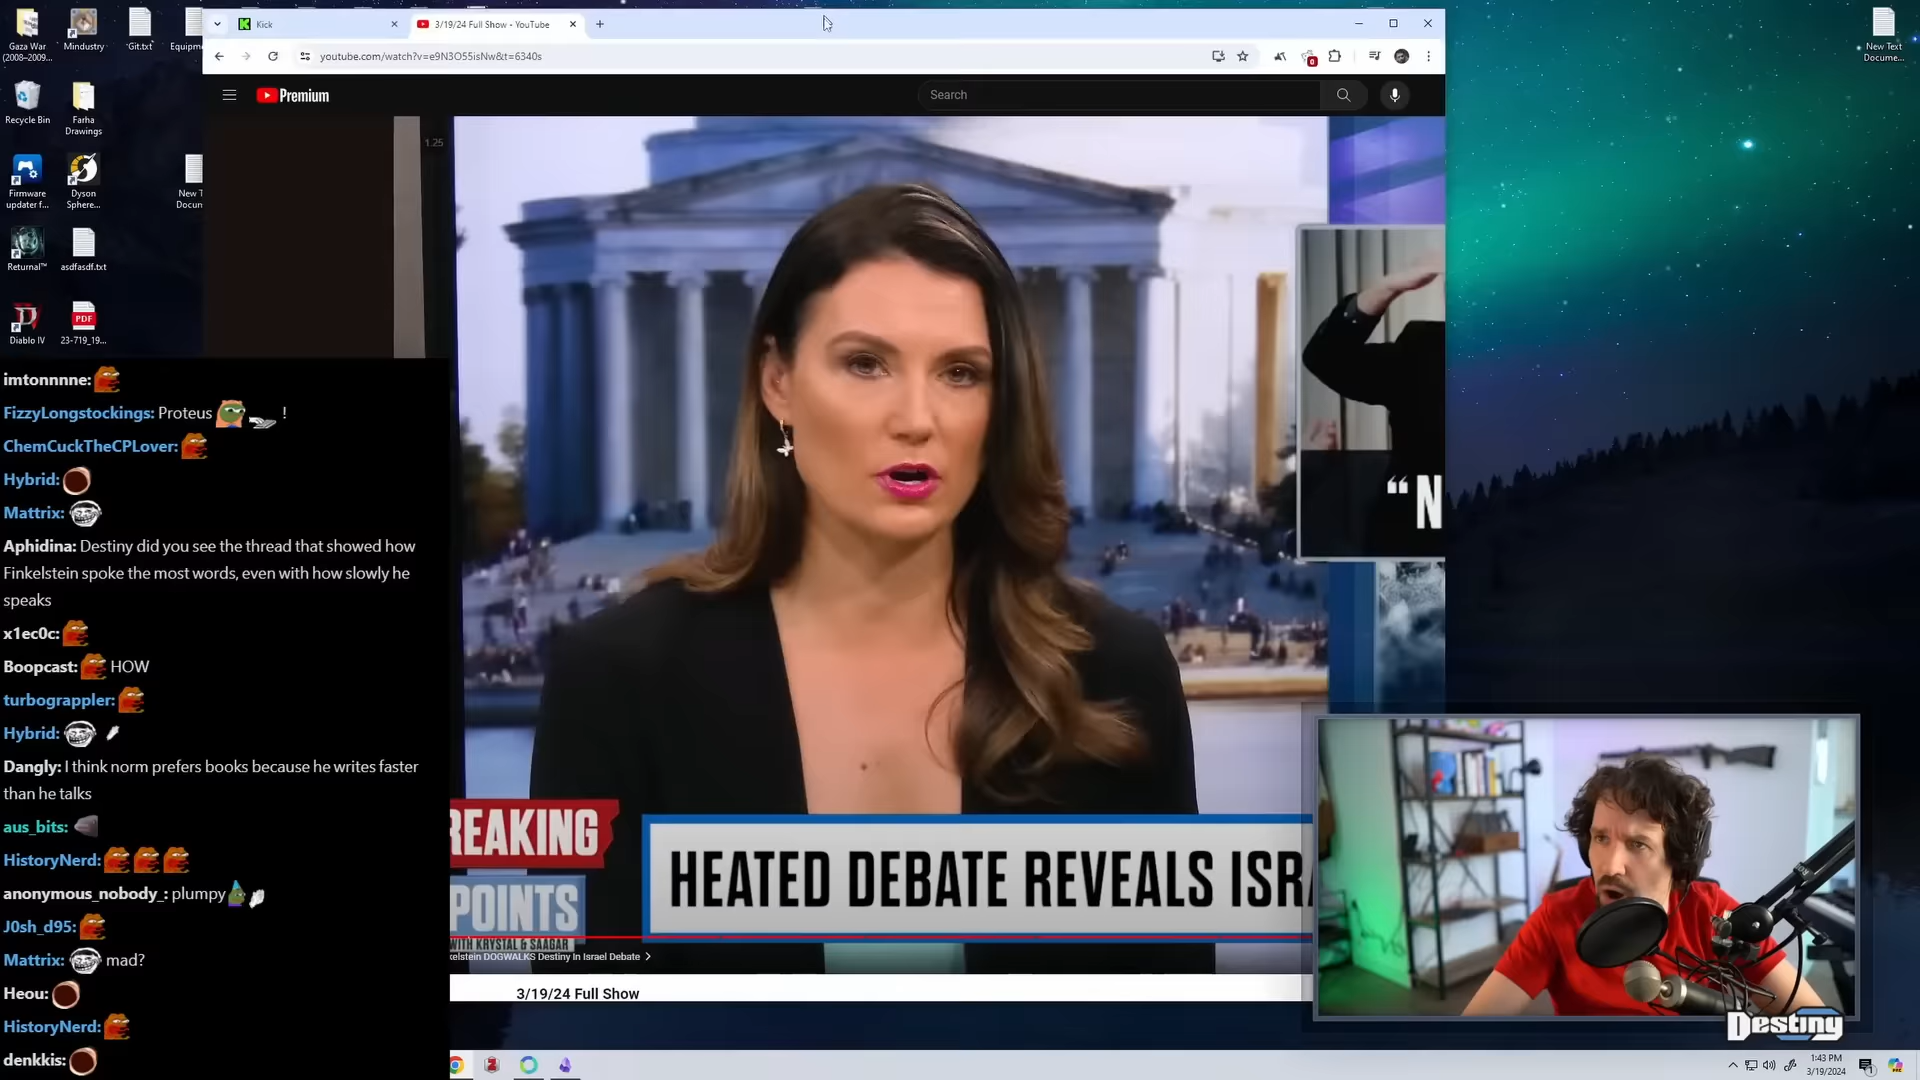 Gaza War
(2008–2009...
Mindustry
Git.txt
Equipm
Recycle Bin
Farha
Drawings
Firmware
updater f...
Dyson
Sphere...
New T
Docum
Returnal™
asdfasdf.txt
Diablo IV
PDF
23-719_19...
New Text
Docume...
Kick
3/19/24 Full Show - YouTube
youtube.com/watch?v=e9N3O55isNw&t=6340s
0
Premium
Search
1.25
"N
imtonnnne:
FizzyLongstockings: Proteus !
ChemCuckTheCPLover:
Hybrid:
Mattrix:
Aphidina: Destiny did you see the thread that showed how
Finkelstein spoke the most words, even with how slowly he
speaks
x1ec0c:
Boopcast: HOW
turbograppler:
Hybrid:
Dangly: I think norm prefers books because he writes faster
than he talks
aus_bits:
HistoryNerd:
anonymous_nobody_: plumpy
J0sh_d95:
Mattrix: mad?
Heou:
HistoryNerd:
denkkis:
REAKING
POINTS
WITH KRYSTAL & SAAGAR
HEATED DEBATE REVEALS ISRA
kelstein DOGWALKS Destiny In Israel Debate
3/19/24 Full Show
Destiny
1:43 PM
3/19/2024